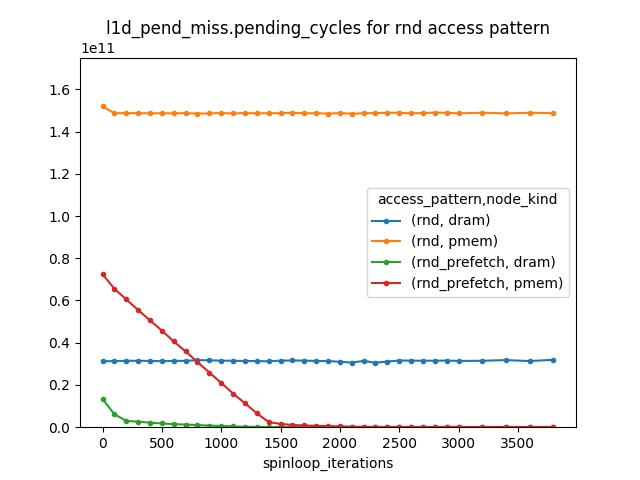 l1d_pend_miss.pending_cycles for rnd access pattern
1e11
1.6
1.4
1.2
1.0
0.8
0.6
0.4
0.2
0.0
access_pattern,node_kind
(rnd, dram)
(rnd, pmem)
(rnd_prefetch, dram)
(rnd_prefetch, pmem)
0 500 1000 1500 2000 2500 3000 3500
spinloop_iterations